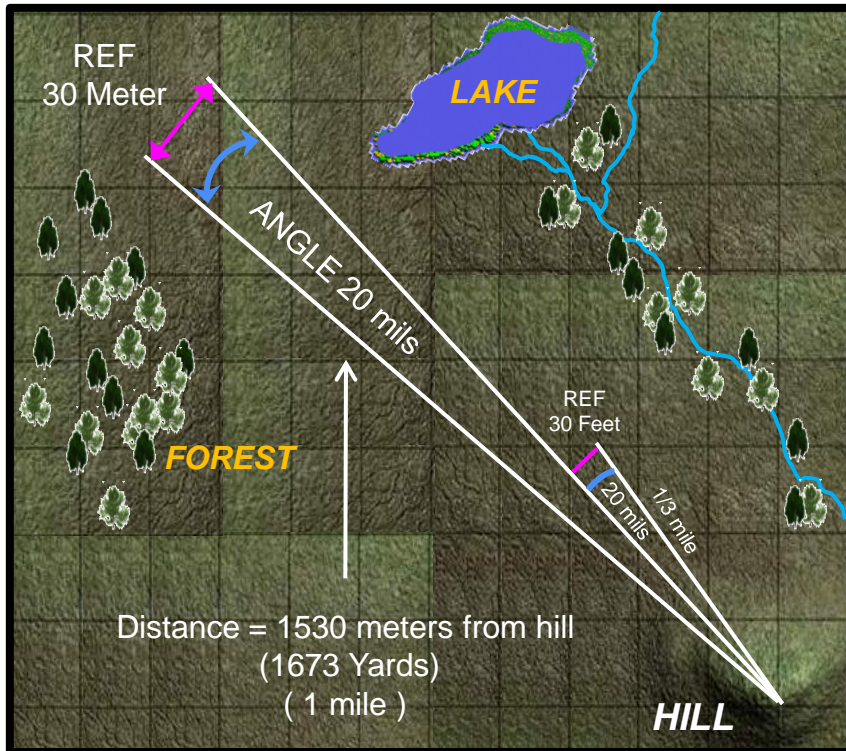 REF
30 Meter
LAKE
ANGLE 20 mils
REF
30 Feet
FOREST
20 mils
1/3 mile
Distance = 1530 meters from hill
(1673 Yards)
( 1 mile )
HILL